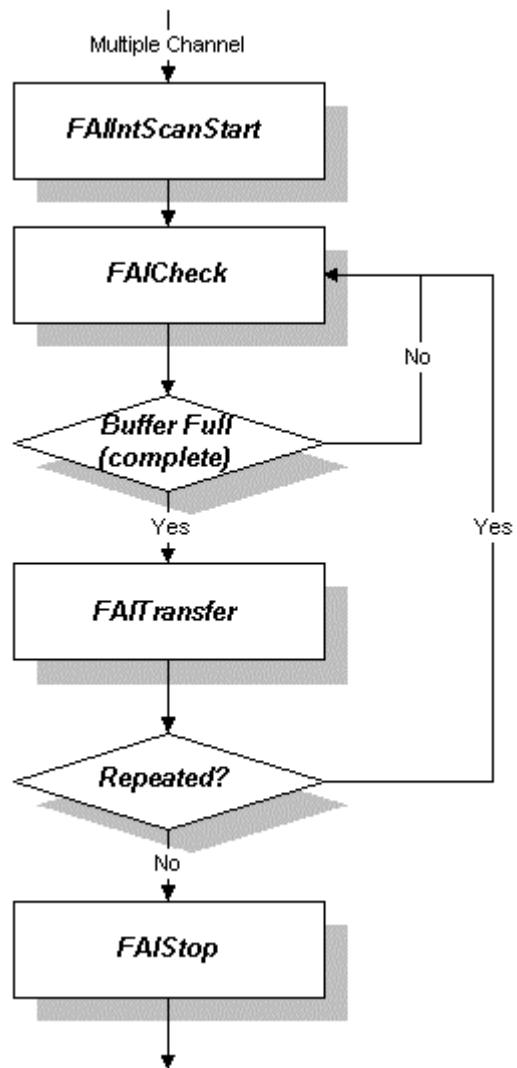 Multiple Channel
FAIIntScanStart
FAICheck
No
Buffer Full
(complete)
Yes
Yes
FAITransfer
Repeated?
No
FAIStop